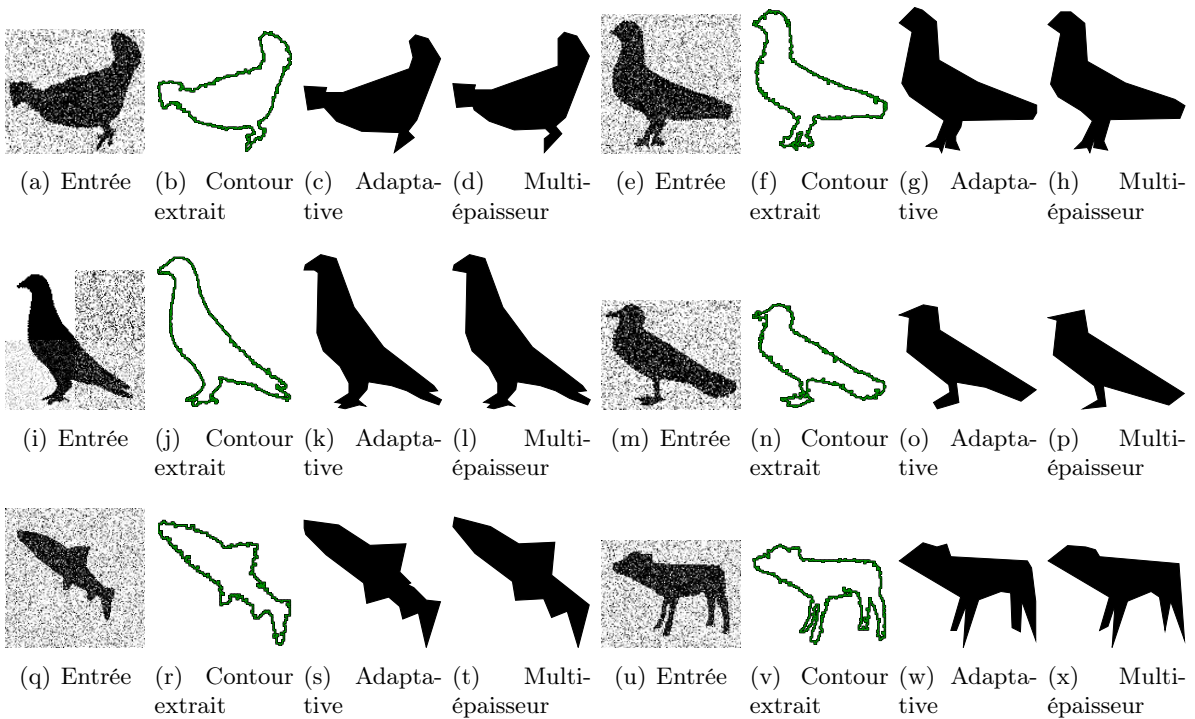 (a) Entrée (b) Contour extrait (c) Adapta-tive (d) Multi-épaisseur (e) Entrée (f) Contour extrait (g) Adapta-tive (h) Multi-épaisseur
(i) Entrée (j) Contour extrait (k) Adapta-tive (l) Multi-épaisseur (m) Entrée (n) Contour extrait (o) Adapta-tive (p) Multi-épaisseur
(q) Entrée (r) Contour extrait (s) Adapta-tive (t) Multi-épaisseur (u) Entrée (v) Contour extrait (w) Adapta-tive (x) Multi-épaisseur